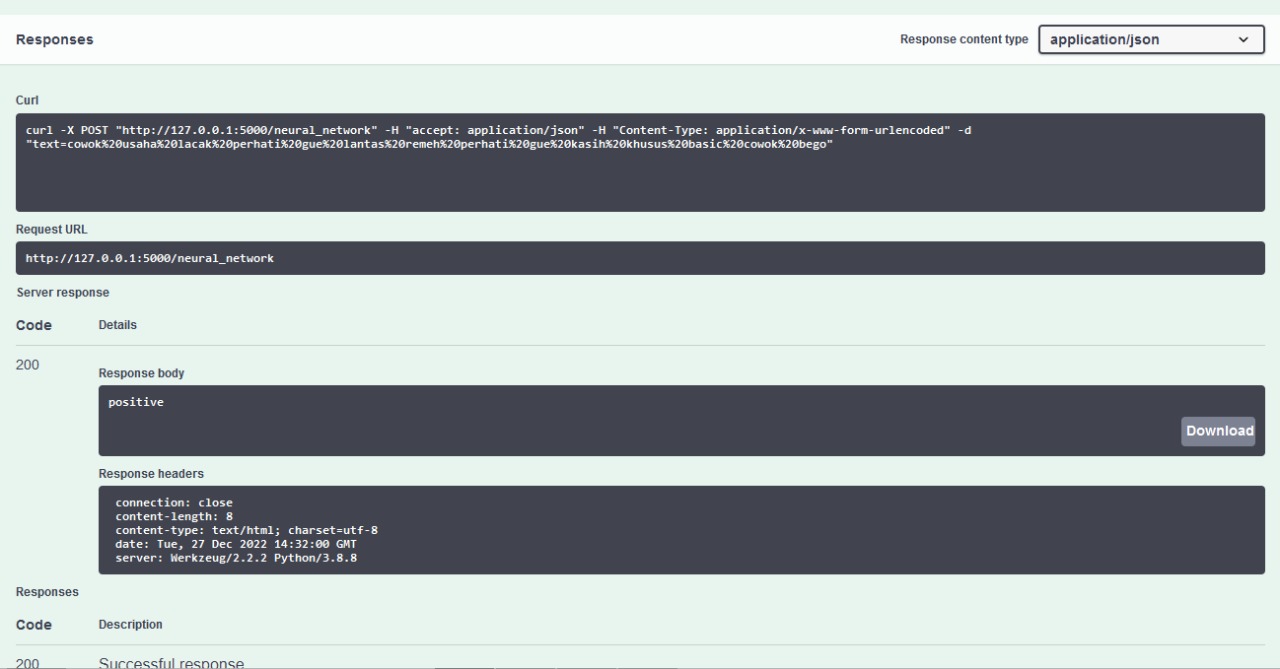 Responses
Response content type
application/json
Curl
curl -X POST "http://127.0.0.1:5000/neural_network" -H "accept: application/json" -H "Content-Type: application/x-www-form-urlencoded" -d
"text=cowok%20usaha%20lacak%20perhati%20gue%20lantas%20remeh%20perhati%20gue%20kasih%20khusus%20basic%20cowok%20bego"
Request URL
http://127.0.0.1:5000/neural_network
Server response
Code Details
200
Response body
positive
Download
Response headers
connection: close
content-length: 8
content-type: text/html; charset=utf-8
date: Tue, 27 Dec 2022 14:32:00 GMT
server: Werkzeug/2.2.2 Python/3.8.8
Responses
Code Description
200 Successful response